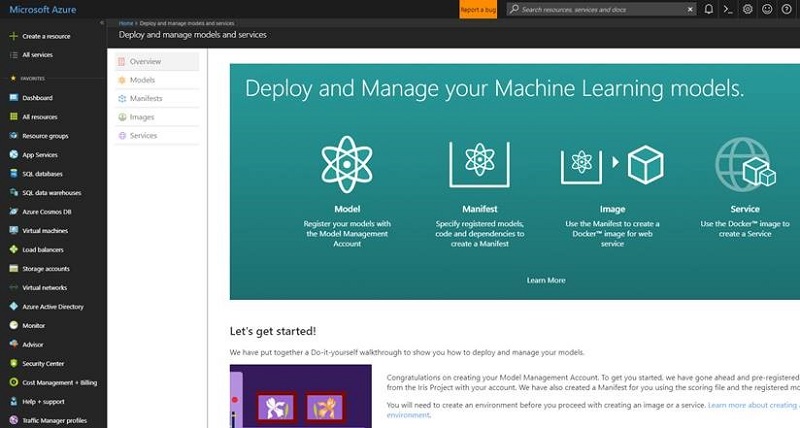 Microsoft Azure
Report a bug
Search resources, services and docs
Create a resource
All services
FAVORITES
Dashboard
All resources
Resource groups
App Services
SQL databases
SQL data warehouses
Azure Cosmos DB
Virtual machines
Load balancers
Storage accounts
Virtual networks
Azure Active Directory
Monitor
Advisor
Security Center
Cost Management + Billing
Help + support
Traffic Manager profiles
Home > Deploy and manage models and services
Deploy and manage models and services
Overview
Models
Manifests
Images
Services
Deploy and Manage your Machine Learning models.
Model
Register your models with
the Model Management
Account
Manifest
Specify registered models,
code and dependencies to
create a Manifest
Image
Use the Manifest to create a
Docker™ image for web
service
Service
Use the Docker™ image to
create a Service
Learn More
Let's get started!
We have put together a Do-it-yourself walkthrough to show you how to deploy and manage your models.
Congratulations on creating your Model Management Account. To get you started, we have gone ahead and pre-registered
from the Iris Project with your account. We have also created a Manifest for you using the scoring file and the registered mo
You will need to create an environment before you proceed with creating an image or a service. Learn more about creating
environment.